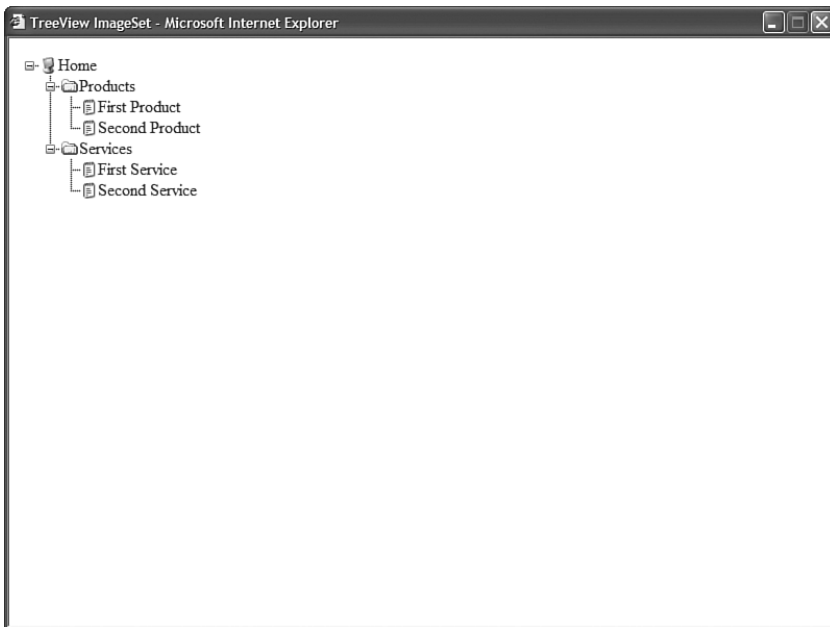 TreeView ImageSet - Microsoft Internet Explorer
Home
Products
First Product
Second Product
Services
First Service
Second Service